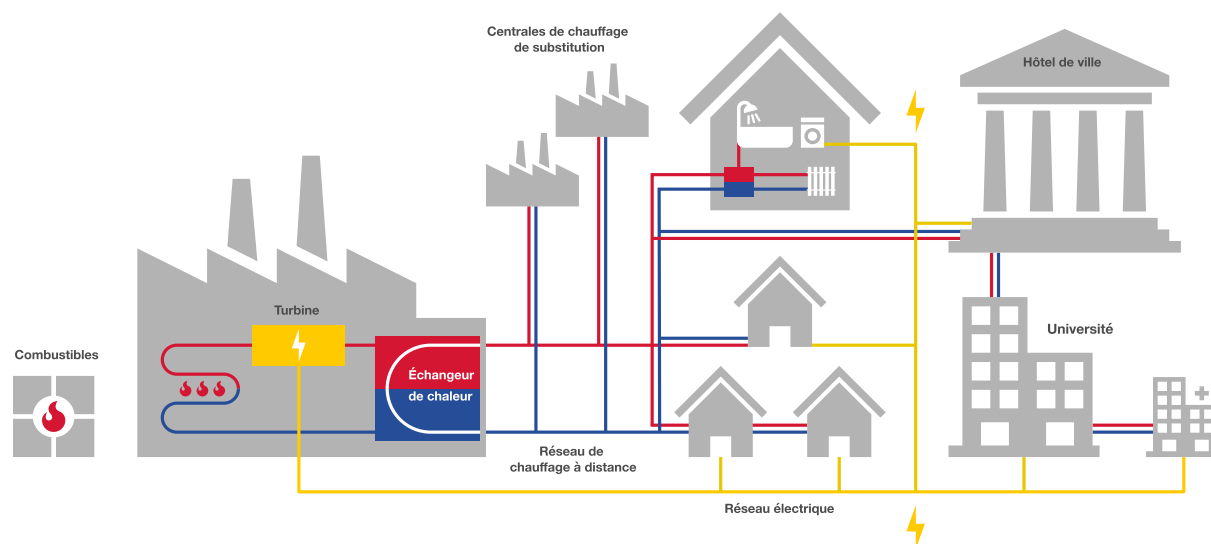 Centrales de chauffage
de substitution
Hôtel de ville
Turbine
Université
Combustibles
Échangeur
de chaleur
Réseau de
chauffage à distance
Réseau électrique